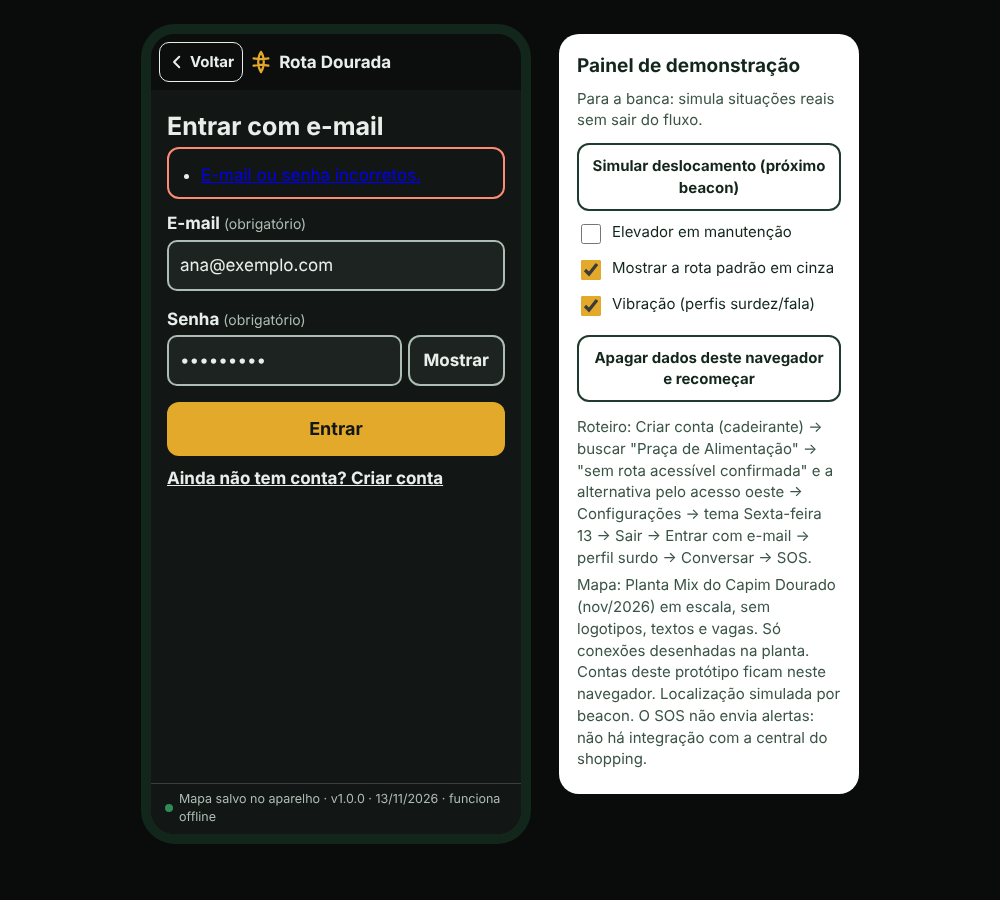 Voltar
Rota Dourada
Entrar com e-mail
E-mail ou senha incorretos.
E-mail (obrigatório)
ana@exemplo.com
Senha (obrigatório)
•••••••••
Mostrar
Entrar
Ainda não tem conta? Criar conta
Mapa salvo no aparelho · v1.0.0 · 13/11/2026 · funciona
offline
Painel de demonstração
Para a banca: simula situações reais
sem sair do fluxo.
Simular deslocamento (próximo
beacon)
Elevador em manutenção
Mostrar a rota padrão em cinza
Vibração (perfis surdez/fala)
Apagar dados deste navegador
e recomeçar
Roteiro: Criar conta (cadeirante) →
buscar "Praça de Alimentação" →
"sem rota acessível confirmada" e a
alternativa pelo acesso oeste →
Configurações → tema Sexta-feira
13 → Sair → Entrar com e-mail →
perfil surdo → Conversar → SOS.
Mapa: Planta Mix do Capim Dourado
(nov/2026) em escala, sem
logotipos, textos e vagas. Só
conexões desenhadas na planta.
Contas deste protótipo ficam neste
navegador. Localização simulada por
beacon. O SOS não envia alertas:
não há integração com a central do
shopping.